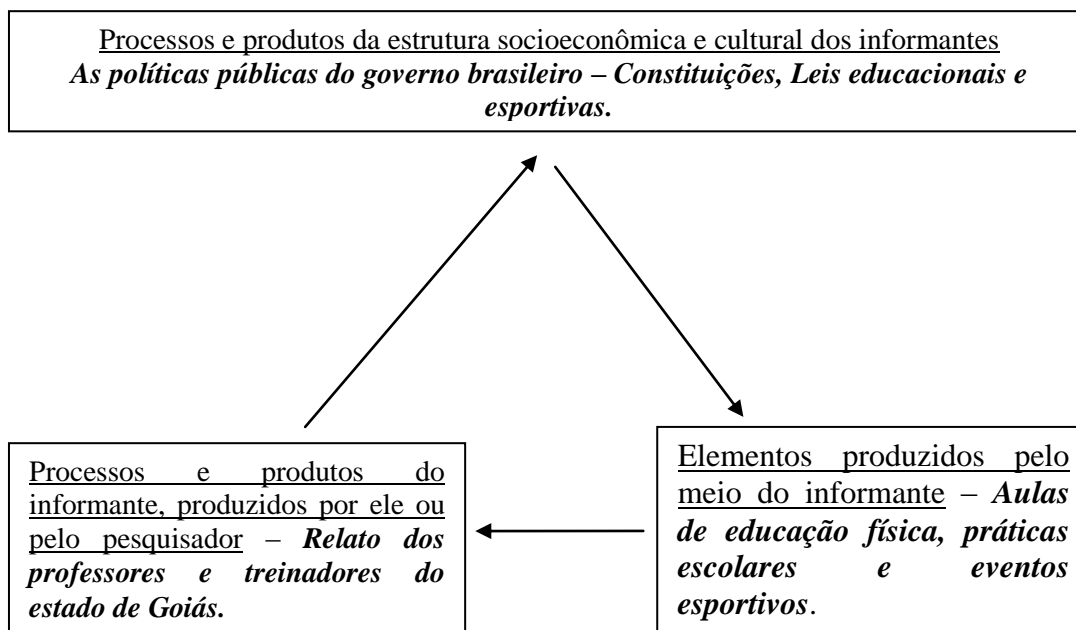 Processos e produtos da estrutura socioeconômica e cultural dos informantes
As políticas públicas do governo brasileiro – Constituições, Leis educacionais e
esportivas.
Processos e produtos do
informante, produzidos por ele ou
pelo pesquisador – Relato dos
professores e treinadores do
estado de Goiás.
Elementos produzidos pelo
meio do informante – Aulas
de educação física, práticas
escolares e eventos
esportivos.